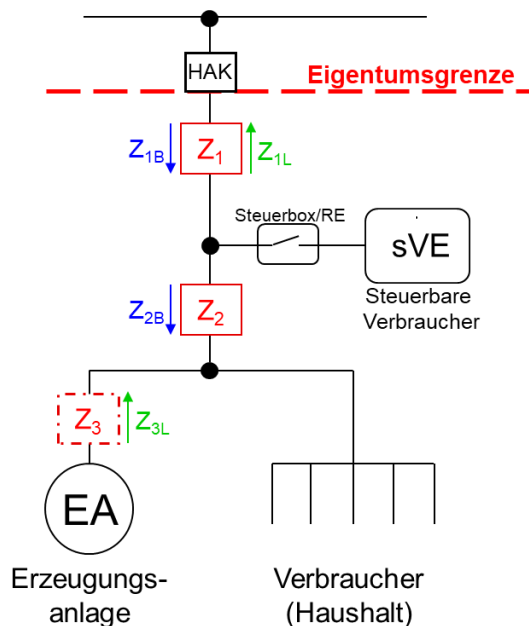 HAK
Eigentumsgrenze
Z1B
Z1
Z1L
Steuerbox/RE
sVE
Steuerbare
Verbraucher
Z2B
Z2
Z3
Z3L
EA
Erzeugungs-
anlage
Verbraucher
(Haushalt)